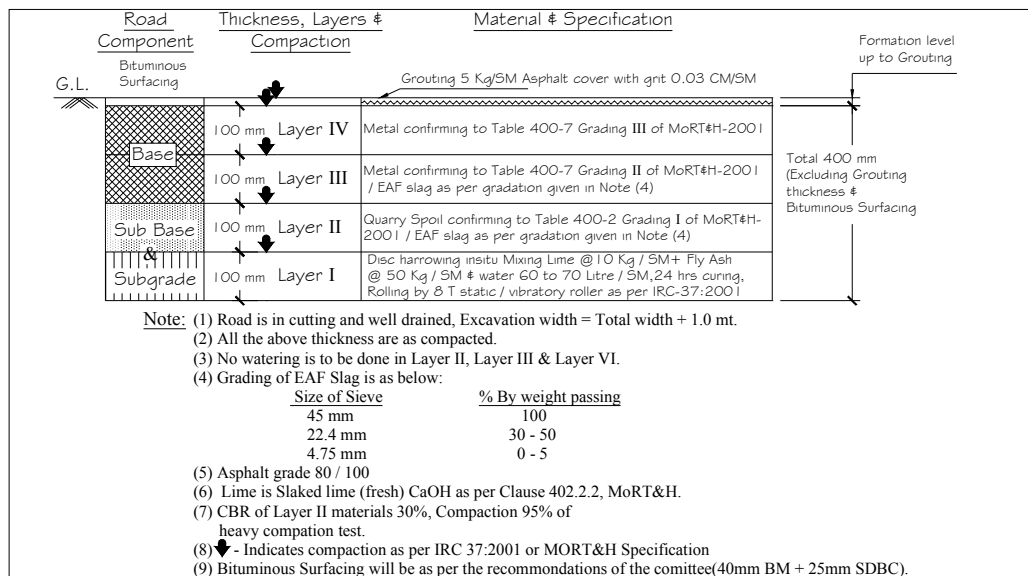 Road Component
Thickness, Layers & Compaction
Material & Specification
Bituminous Surfacing
G.L.
Grouting 5 Kg/SM Asphalt cover with grit 0.03 CM/SM
Formation level
up to Grouting
Base
100 mm Layer IV
Metal confirming to Table 400-7 Grading III of MoRT&H-2001
100 mm Layer III
Metal confirming to Table 400-7 Grading II of MoRT&H-2001
/ EAF slag as per gradation given in Note (4)
Total 400 mm
(Excluding Grouting
thickness &
Bituminous Surfacing
Sub Base
&
Subgrade
100 mm Layer II
Quarry Spoil confirming to Table 400-2 Grading I of MoRT&H-
2001 / EAF slag as per gradation given in Note (4)
100 mm Layer I
Disc harrowing insitu Mixing Lime @10 Kg / SM+ Fly Ash
@ 50 Kg / SM & water 60 to 70 Litre / SM,24 hrs curing,
Rolling by 8 T static / vibratory roller as per IRC-37:2001
Note: (1) Road is in cutting and well drained, Excavation width = Total width + 1.0 mt.
(2) All the above thickness are as compacted.
(3) No watering is to be done in Layer II, Layer III & Layer VI.
(4) Grading of EAF Slag is as below:
Size of Sieve % By weight passing
45 mm 100
22.4 mm 30 - 50
4.75 mm 0 - 5
(5) Asphalt grade 80 / 100
(6) Lime is Slaked lime (fresh) CaOH as per Clause 402.2.2, MoRT&H.
(7) CBR of Layer II materials 30%, Compaction 95% of
heavy compation test.
(8) - Indicates compaction as per IRC 37:2001 or MORT&H Specification
(9) Bituminous Surfacing will be as per the recommondations of the comittee(40mm BM + 25mm SDBC).